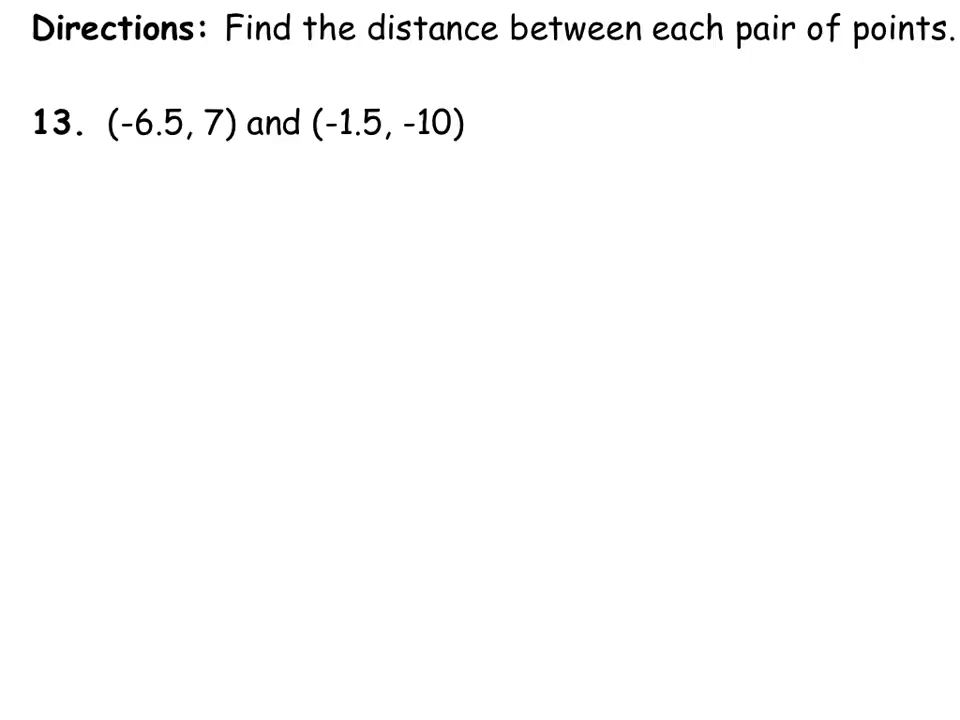 Directions: Find the distance between each pair of points.
13. (-6.5, 7) and (-1.5, -10)